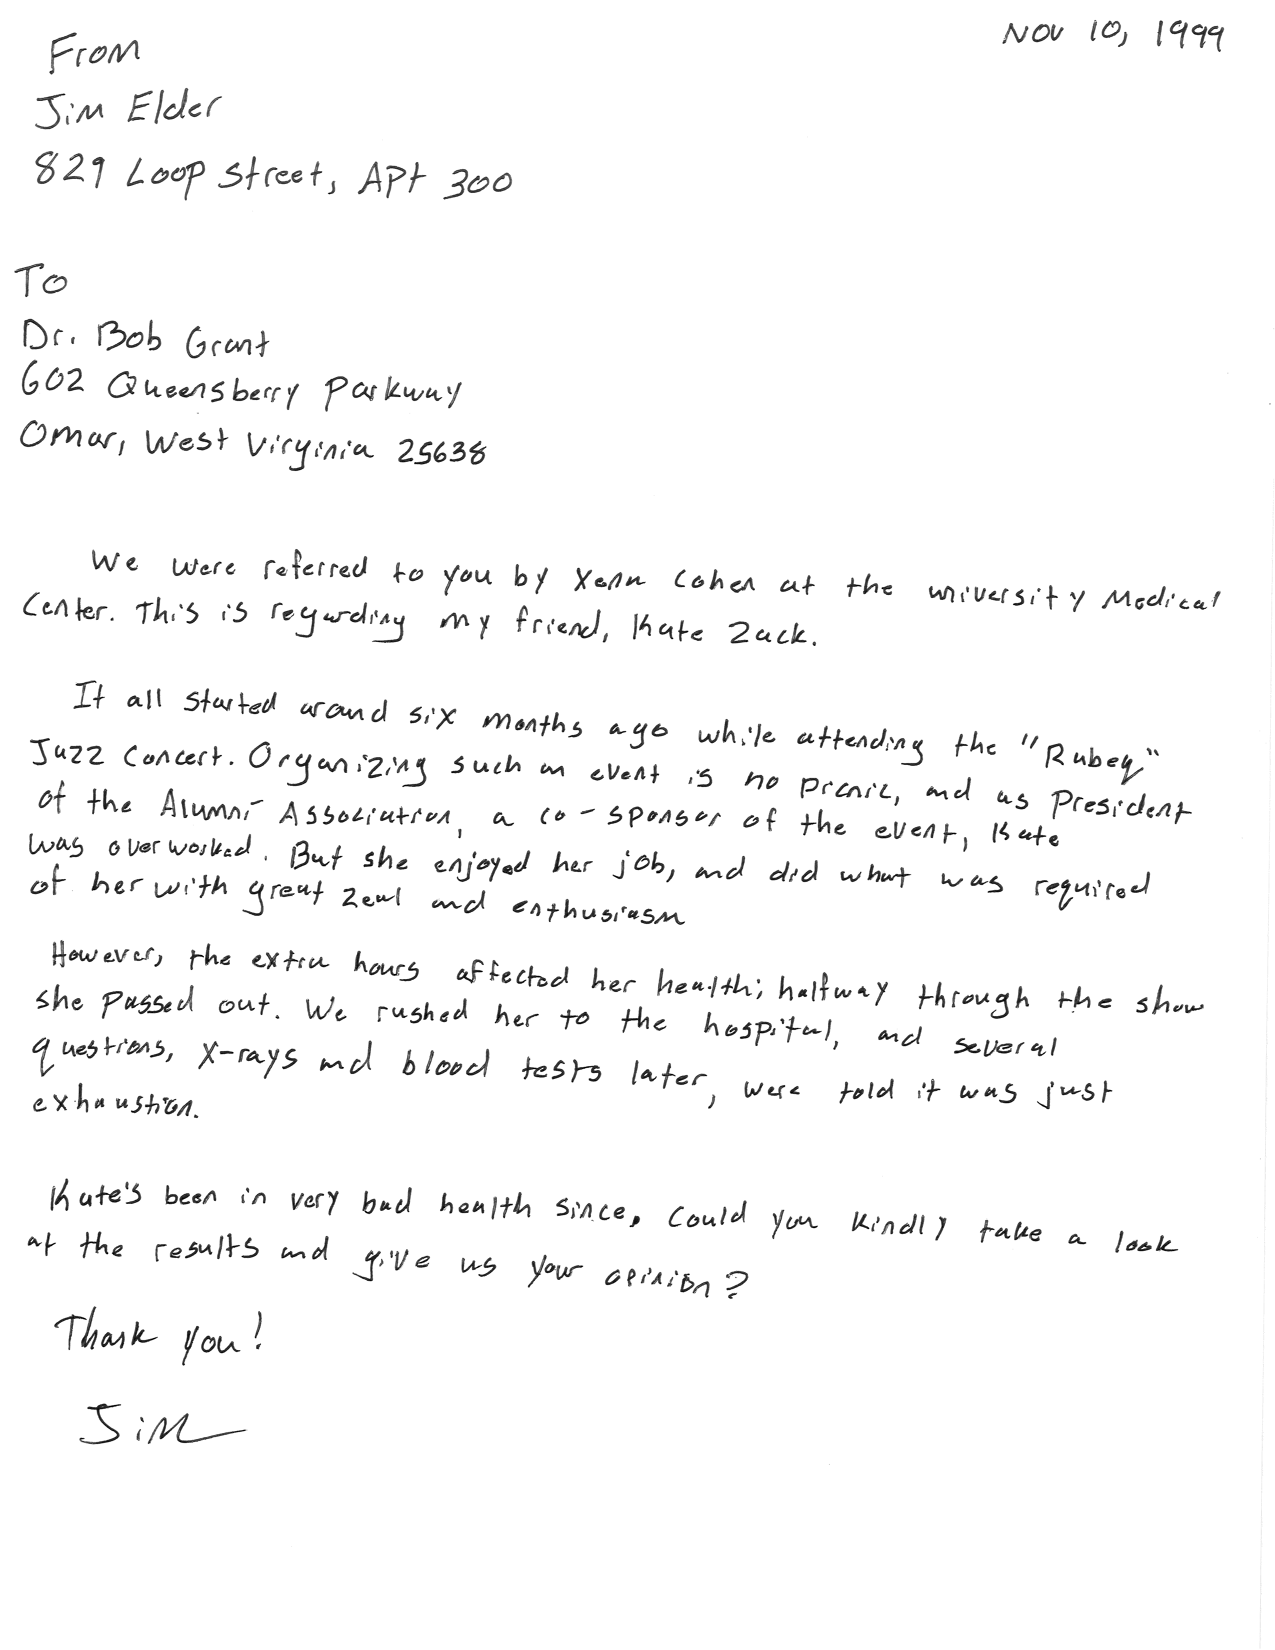 Nov 10, 1999
From
Jim Elder
829 Loop Street, Apt 300
To
Dr. Bob Grant
602 Queensberry Parkway
Omar, West Virginia 25638
We were referred to you by Xena Cohen at the university Medical
Center. This is regarding my friend, Kate Zack.
It all started around six months ago while attending the "Rubeq"
Jazz Concert. Organizing such an event is no picnic, and as President
of the Alumni Association, a co-sponsor of the event, Kate
was overworked. But she enjoyed her job, and did what was required
of her with great zeal and enthusiasm
However, the extra hours affected her health; halfway through the show
she passed out. We rushed her to the hospital, and several
questions, x-rays and blood tests later, were told it was just
exhaustion.
Kate's been in very bad health since. Could you kindly take a look
at the results and give us your opinion?
Thank you!
Jim